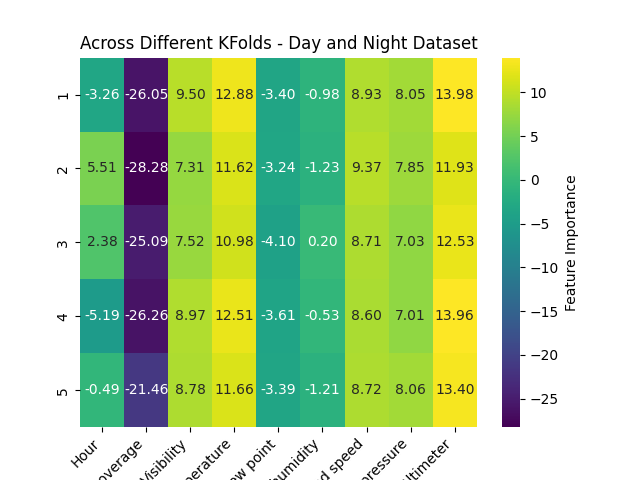 Across Different KFolds - Day and Night Dataset
1 -3.26 -26.05 9.50 12.88 -3.40 -0.98 8.93 8.05 13.98
2 5.51 -28.28 7.31 11.62 -3.24 -1.23 9.37 7.85 11.93
3 2.38 -25.09 7.52 10.98 -4.10 0.20 8.71 7.03 12.53
4 -5.19 -26.26 8.97 12.51 -3.61 -0.53 8.60 7.01 13.96
5 -0.49 -21.46 8.78 11.66 -3.39 -1.21 8.72 8.06 13.40
Hour
overage
Visibility
perature
ew point
humidity
d speed
pressure
ltimeter
10
5
0
−5
−10
−15
−20
−25
Feature Importance